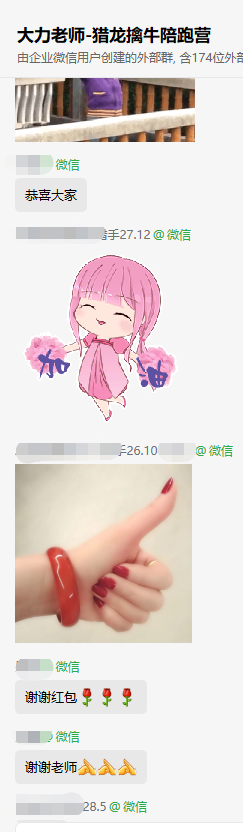 大力老师-猎龙擒牛陪跑营
由企业微信用户创建的外部群, 含174位外部
微信
恭喜大家
手27.12 @ 微信
加油
手26.10 @ 微信
微信
谢谢红包🌹🌹🌹
微信
谢谢老师🙏🙏🙏
28.5 @ 微信